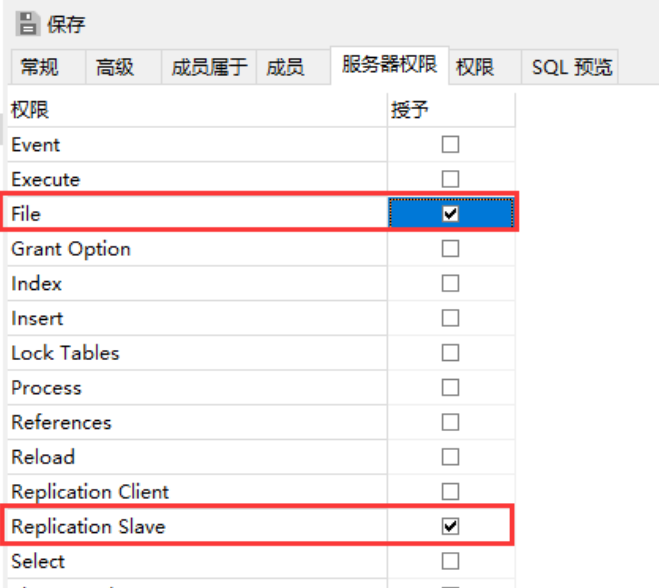 保存
常规 高级 成员属于 成员 服务器权限 权限 SQL 预览
权限 授予
Event
Execute
File
Grant Option
Index
Insert
Lock Tables
Process
References
Reload
Replication Client
Replication Slave
Select